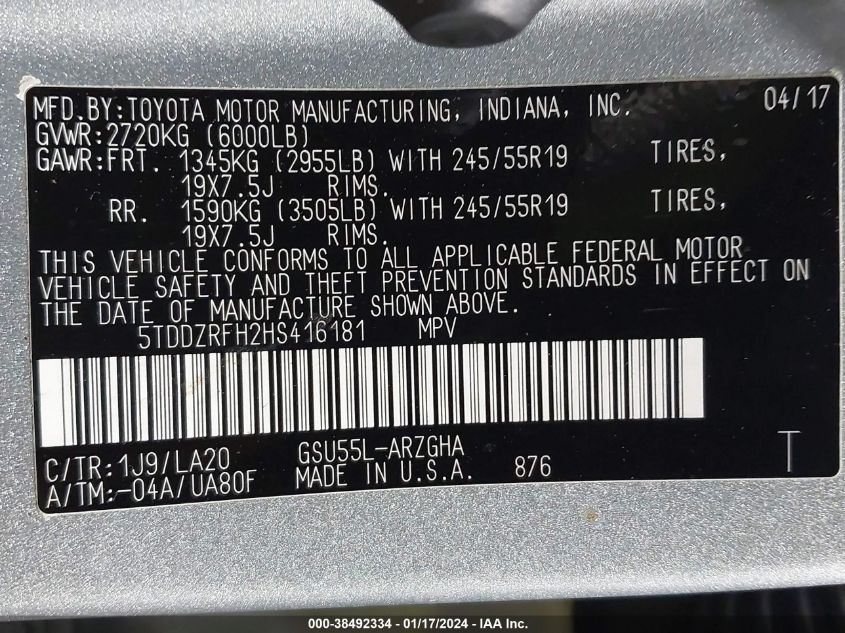 MFD.BY:TOYOTA MOTOR MANUFACTURING, INDIANA, INC. 04/17
GVWR:2720KG (6000LB)
GAWR:FRT. 1345KG (2955LB) WITH 245/55R19 TIRES,
19X7.5J RIMS.
RR. 1590KG (3505LB) WITH 245/55R19 TIRES,
19X7.5J RIMS.
THIS VEHICLE CONFORMS TO ALL APPLICABLE FEDERAL MOTOR
VEHICLE SAFETY AND THEFT PREVENTION STANDARDS IN EFFECT ON
THE DATE OF MANUFACTURE SHOWN ABOVE.
5TDDZRFH2HS416181 MPV
C/TR:1J9/LA20 GSU55L-ARZGHA
A/TM:-04A/UA80F MADE IN U.S.A. 876 T
000-38492334 - 01/17/2024 - IAA Inc.